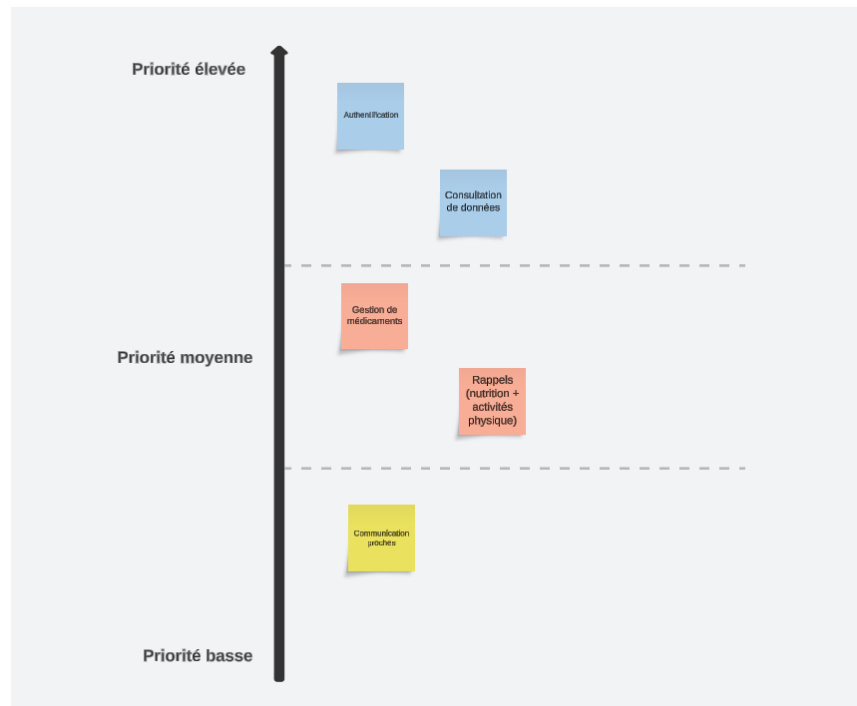 Priorité élevée
Authentification
Consultation
de données
Gestion de
médicaments
Priorité moyenne
Rappels
(nutrition +
activités
physique)
Communication
proches
Priorité basse